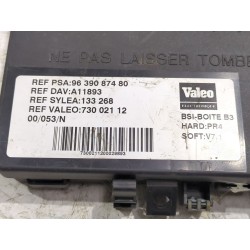 NE PAS LAISSER TOMBE
REF PSA:96 390 874 80
REF DAV:A11893
REF SYLEA:133 268
REF VALEO:730 021 12
00/053/N
Valeo
BSI-BOITE B3
HARD:PR4
SOFT:V7.1